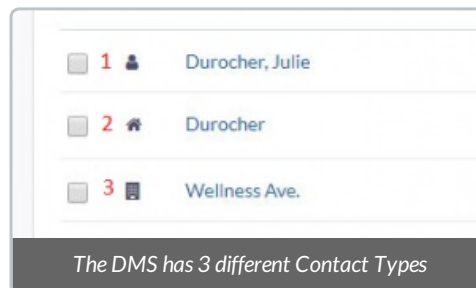 1 Durocher, Julie
2 Durocher
3 Wellness Ave.
The DMS has 3 different Contact Types